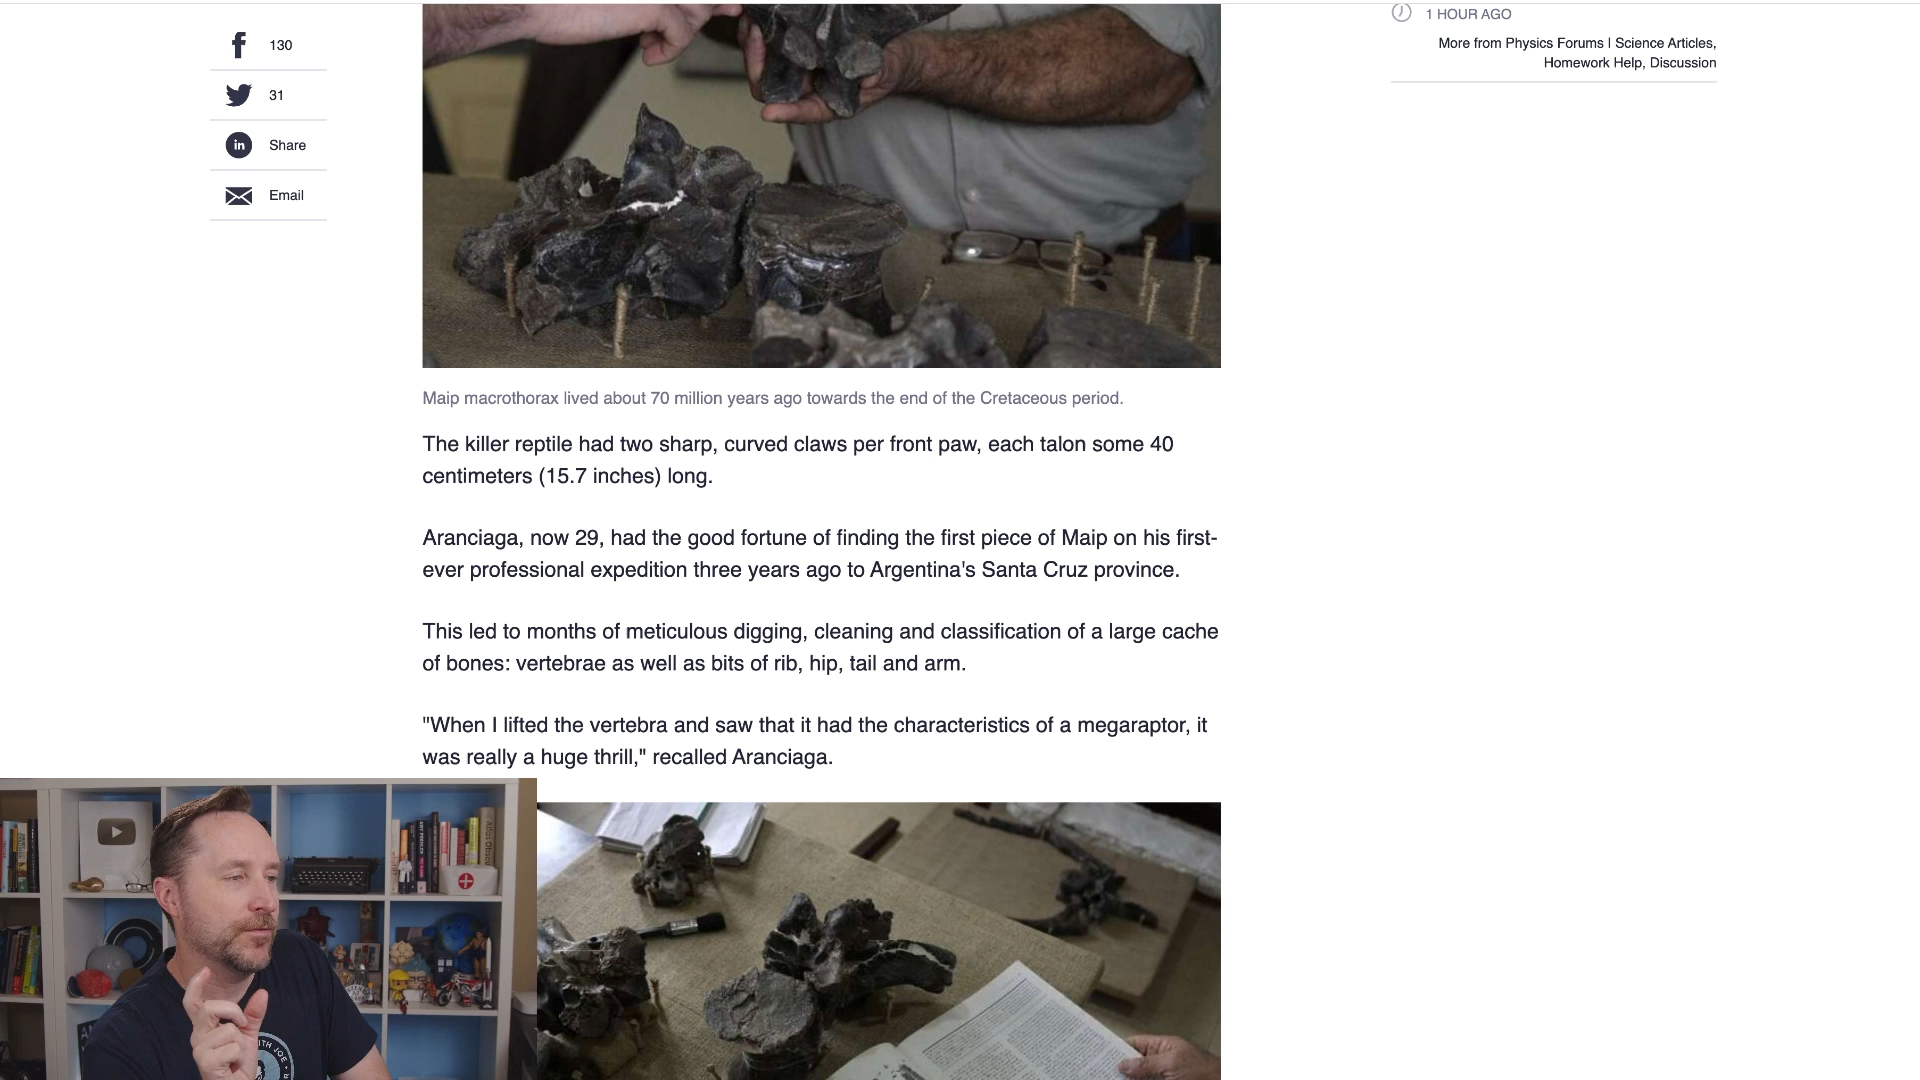 130
31
in
Share
Email
1 HOUR AGO
More from Physics Forums | Science Articles,
Homework Help, Discussion
Maip macrothorax lived about 70 million years ago towards the end of the Cretaceous period.
The killer reptile had two sharp, curved claws per front paw, each talon some 40
centimeters (15.7 inches) long.
Aranciaga, now 29, had the good fortune of finding the first piece of Maip on his first-
ever professional expedition three years ago to Argentina's Santa Cruz province.
This led to months of meticulous digging, cleaning and classification of a large cache
of bones: vertebrae as well as bits of rib, hip, tail and arm.
"When I lifted the vertebra and saw that it had the characteristics of a megaraptor, it
was really a huge thrill," recalled Aranciaga.